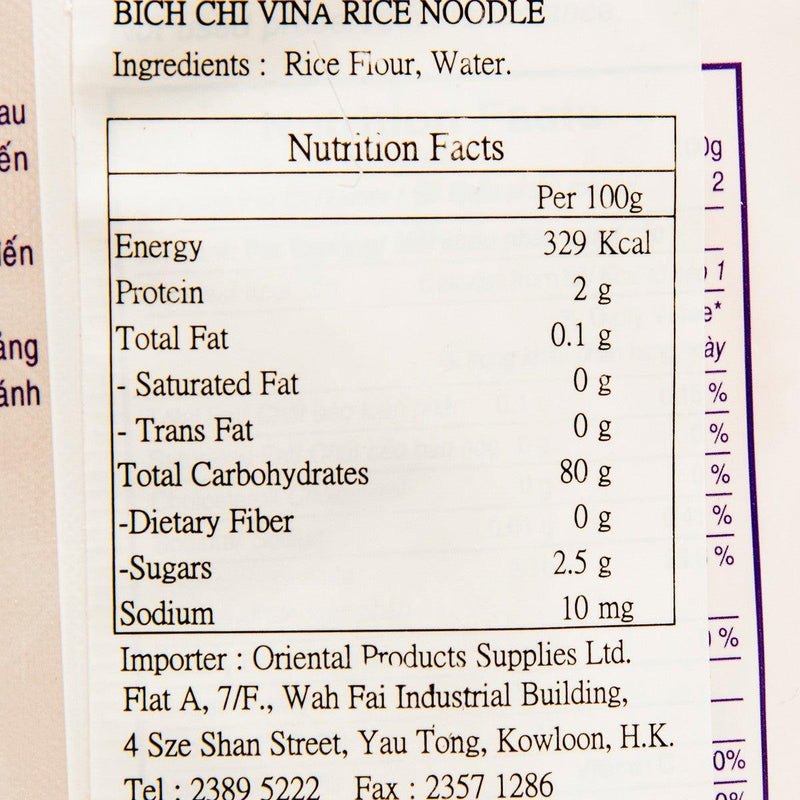 BICH CHI VINA RICE NOODLE
Ingredients : Rice Flour, Water.
Nutrition Facts
Per 100g
Energy 329 Kcal
Protein 2 g
Total Fat 0.1 g
- Saturated Fat 0 g
- Trans Fat 0 g
Total Carbohydrates 80 g
-Dietary Fiber 0 g
-Sugars 2.5 g
Sodium 10 mg
Importer : Oriental Products Supplies Ltd.
Flat A, 7/F., Wah Fai Industrial Building,
4 Sze Shan Street, Yau Tong, Kowloon, H.K.
Tel : 2389 5222 Fax : 2357 1286